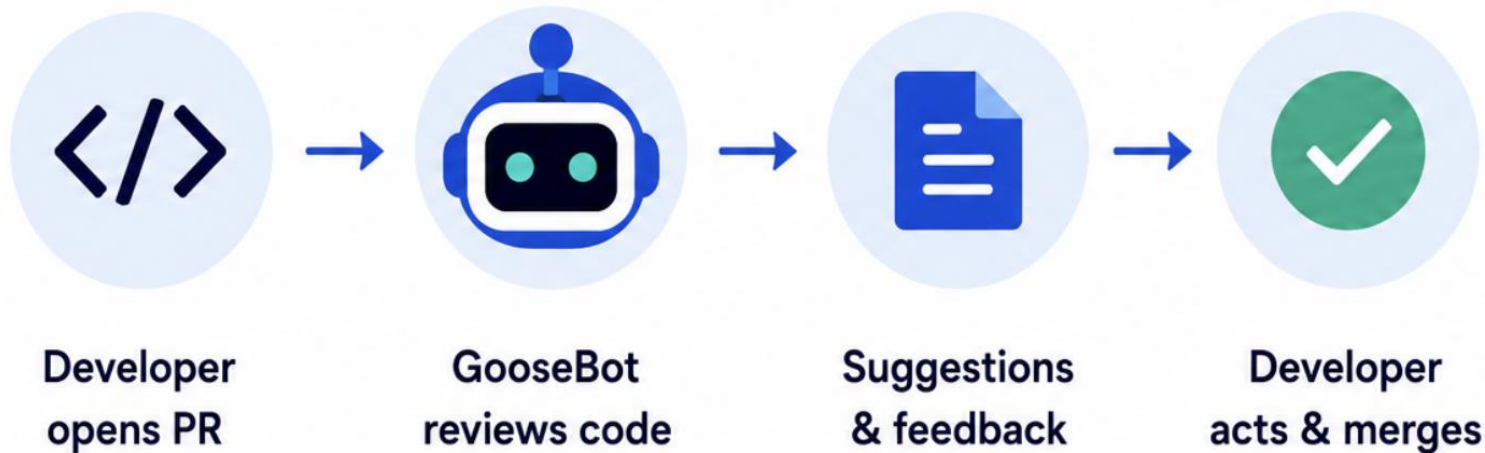 Developer
opens PR
GooseBot
reviews code
Suggestions
& feedback
Developer
acts & merges